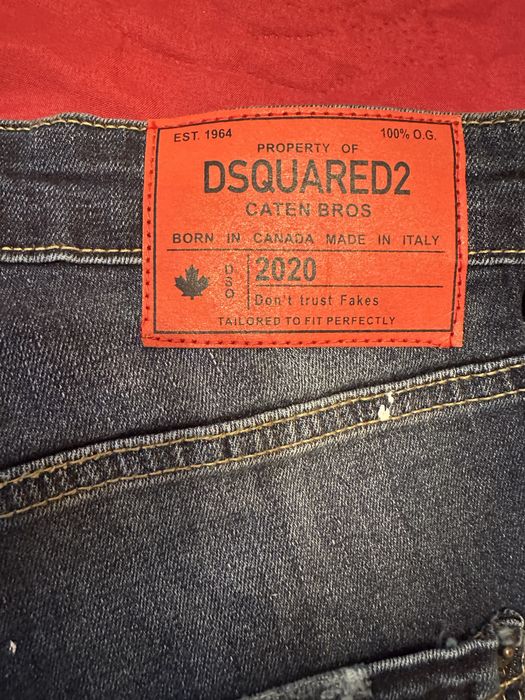 EST. 1964 100% O.G.
PROPERTY OF
DSQUARED2
CATEN BROS
BORN IN CANADA MADE IN ITALY
DSQ 2020
Don't trust Fakes
TAILORED TO FIT PERFECTLY